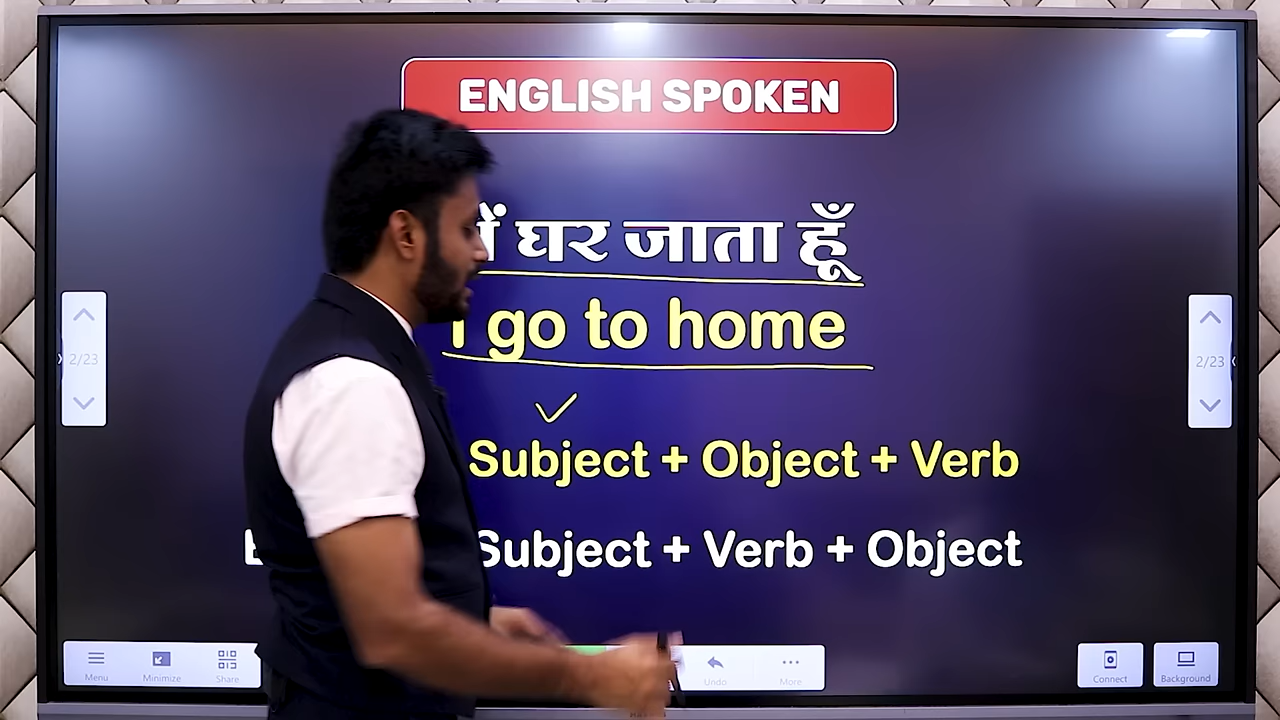 ENGLISH SPOKEN
घर जाता हूँ
I go to home
Subject + Object + Verb
Subject + Verb + Object
2/23
2/23
Menu
Minimize
Share
Undo
More
Connect
Background